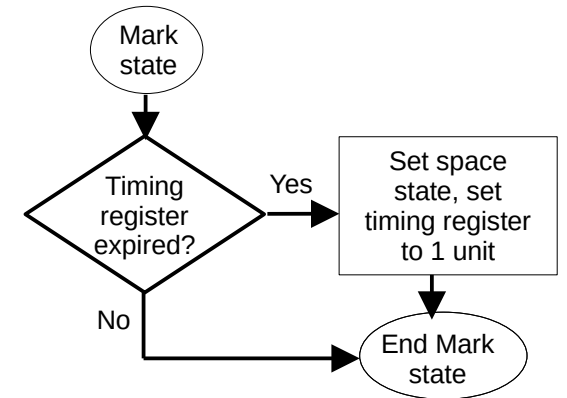 Mark
state
Timing
register
expired?
Yes
Set space
state, set
timing register
to 1 unit
No
End Mark
state